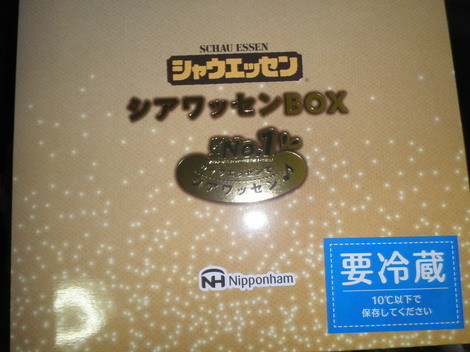 SCHAU ESSEN
シャウエッセン
シアワッセンBOX
No.1
シアワッセン♪
NH Nipponham
要冷蔵
10℃以下で
保存してください